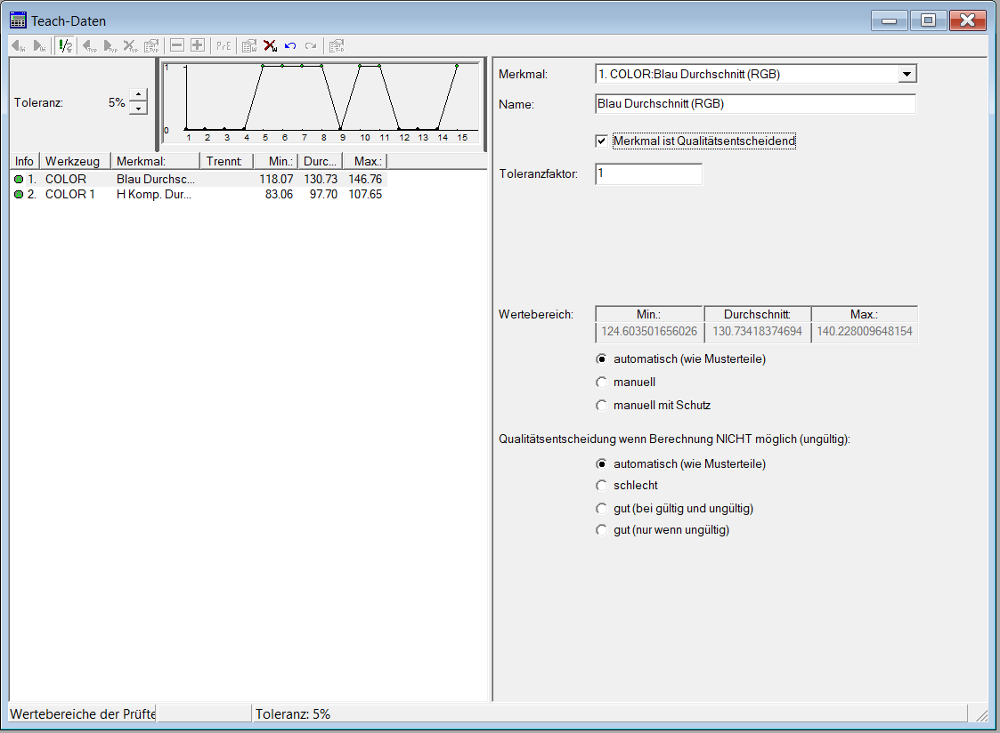 Teach-Daten
PrE
Toleranz: 5%
1
0
1 2 3 4 5 6 7 8 9 10 11 12 13 14 15
Info Werkzeug Merkmal: Trennt: Min.: Durc... Max.:
1. COLOR Blau Durchsc... 118.07 130.73 146.76
2. COLOR 1 H Komp. Dur... 83.06 97.70 107.65
Merkmal: 1. COLOR:Blau Durchschnitt (RGB)
Name: Blau Durchschnitt (RGB)
Merkmal ist Qualitätsentscheidend
Toleranzfaktor: 1
Wertebereich: Min.: Durchschnitt: Max.:
124.603501656026 130.73418374694 140.228009648154
automatisch (wie Musterteile)
manuell
manuell mit Schutz
Qualitätsentscheidung wenn Berechnung NICHT möglich (ungültig):
automatisch (wie Musterteile)
schlecht
gut (bei gültig und ungültig)
gut (nur wenn ungültig)
Wertebereiche der Prüfte
Toleranz: 5%